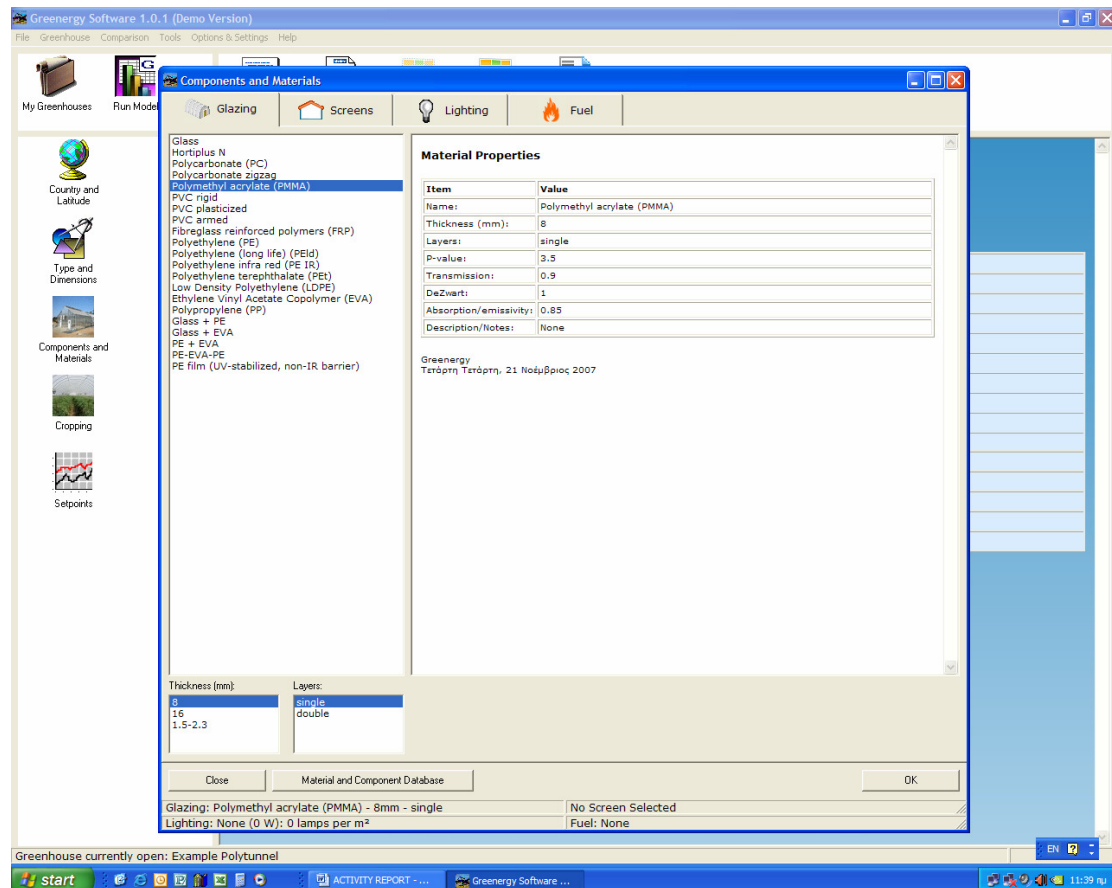 Greenergy Software 1.0.1 (Demo Version)
File Greenhouse Comparison Tools Options & Settings Help
My Greenhouses
Run Model
Components and Materials
Glazing
Screens
Lighting
Fuel
Country and
Latitude
Type and
Dimensions
Components and
Materials
Cropping
Setpoints
Glass
Hortiplus N
Polycarbonate (PC)
Polycarbonate zigzag
Polymethyl acrylate (PMMA)
PVC rigid
PVC plasticized
PVC armed
Fibreglass reinforced polymers (FRP)
Polyethylene (PE)
Polyethylene (long life) (PEld)
Polyethylene infra red (PE IR)
Polyethylene terephthalate (PEt)
Low Density Polyethylene (LDPE)
Ethylene Vinyl Acetate Copolymer (EVA)
Polypropylene (PP)
Glass + PE
Glass + EVA
PE + EVA
PE-EVA-PE
PE film (UV-stabilized, non-IR barrier)
Material Properties
Item Value
Name: Polymethyl acrylate (PMMA)
Thickness (mm): 8
Layers: single
P-value: 3.5
Transmission: 0.9
DeZwart: 1
Absorption/emissivity: 0.85
Description/Notes: None
Greenergy
Τετάρτη Τετάρτη, 21 Νοέμβριος 2007
Thickness (mm):
8
16
1.5-2.3
Layers:
single
double
Close
Material and Component Database
OK
Glazing: Polymethyl acrylate (PMMA) - 8mm - single
No Screen Selected
Lighting: None (0 W): 0 lamps per m²
Fuel: None
Greenhouse currently open: Example Polytunnel
EN
start
ACTIVITY REPORT - ...
Greenergy Software ...
11:39 πμ